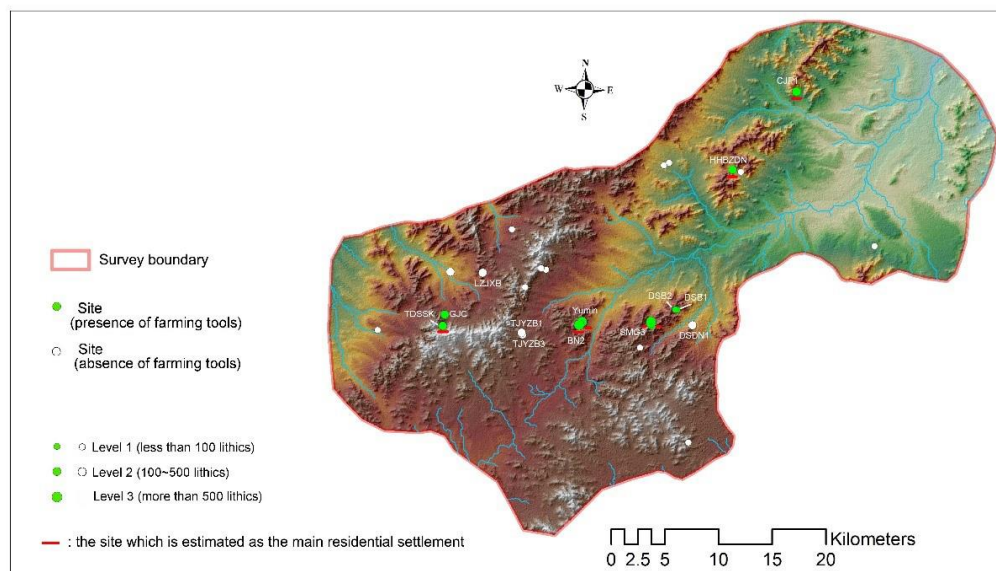 N
W E
S
CJP1
HHBZDN
LZJXB
TDSSK GJC
TJYZB1
TJYZB3
Yumin
BN2
DSB2 DSB1
SMG3
DSDN1
Survey boundary
Site
(presence of farming tools)
Site
(absence of farming tools)
Level 1 (less than 100 lithics)
Level 2 (100~500 lithics)
Level 3 (more than 500 lithics)
: the site which is estimated as the main residential settlement
Kilometers
0 2.5 5 10 15 20